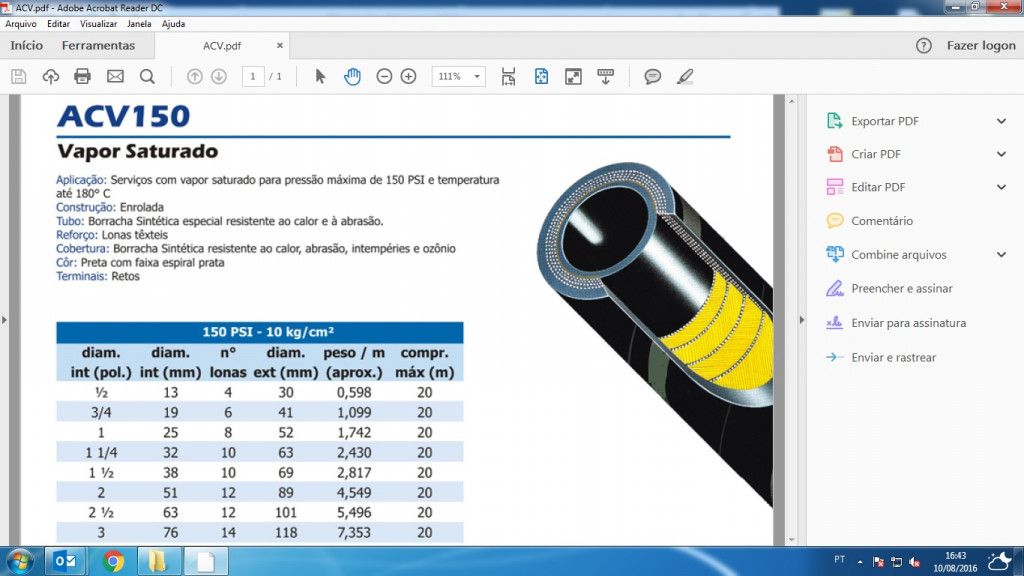 ACV.pdf - Adobe Acrobat Reader DC
Arquivo Editar Visualizar Janela Ajuda
Início Ferramentas ACV.pdf × ? Fazer logon
1 / 1 111%
ACV150
Vapor Saturado
Aplicação: Serviços com vapor saturado para pressão máxima de 150 PSI e temperatura
até 180° C
Construção: Enrolada
Tubo: Borracha Sintética especial resistente ao calor e à abrasão.
Reforço: Lonas têxteis
Cobertura: Borracha Sintética resistente ao calor, abrasão, intempéries e ozônio
Côr: Preta com faixa espiral prata
Terminais: Retos
150 PSI - 10 kg/cm²
diam. diam. n° diam. peso / m compr.
int (pol.) int (mm) lonas ext (mm) (aprox.) máx (m)
½ 13 4 30 0,598 20
3/4 19 6 41 1,099 20
1 25 8 52 1,742 20
1 1/4 32 10 63 2,430 20
1 ½ 38 10 69 2,817 20
2 51 12 89 4,549 20
2 ½ 63 12 101 5,496 20
3 76 14 118 7,353 20
Exportar PDF
Criar PDF
Editar PDF
Comentário
Combine arquivos
Preencher e assinar
Enviar para assinatura
Enviar e rastrear
PT
16:43
10/08/2016